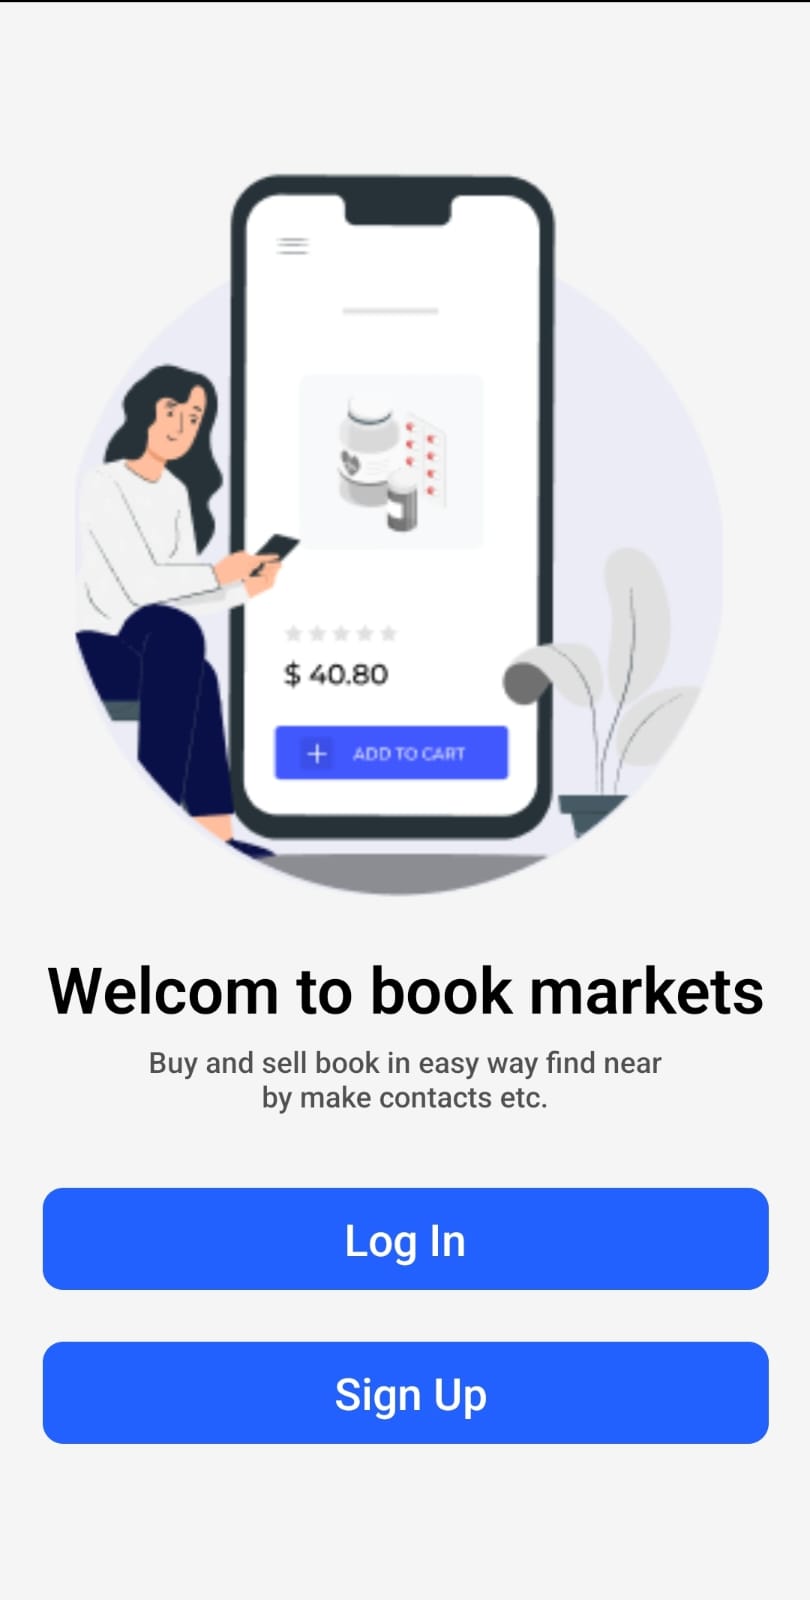 $ 40.80
+ ADD TO CART
Welcom to book markets
Buy and sell book in easy way find near
by make contacts etc.
Log In
Sign Up